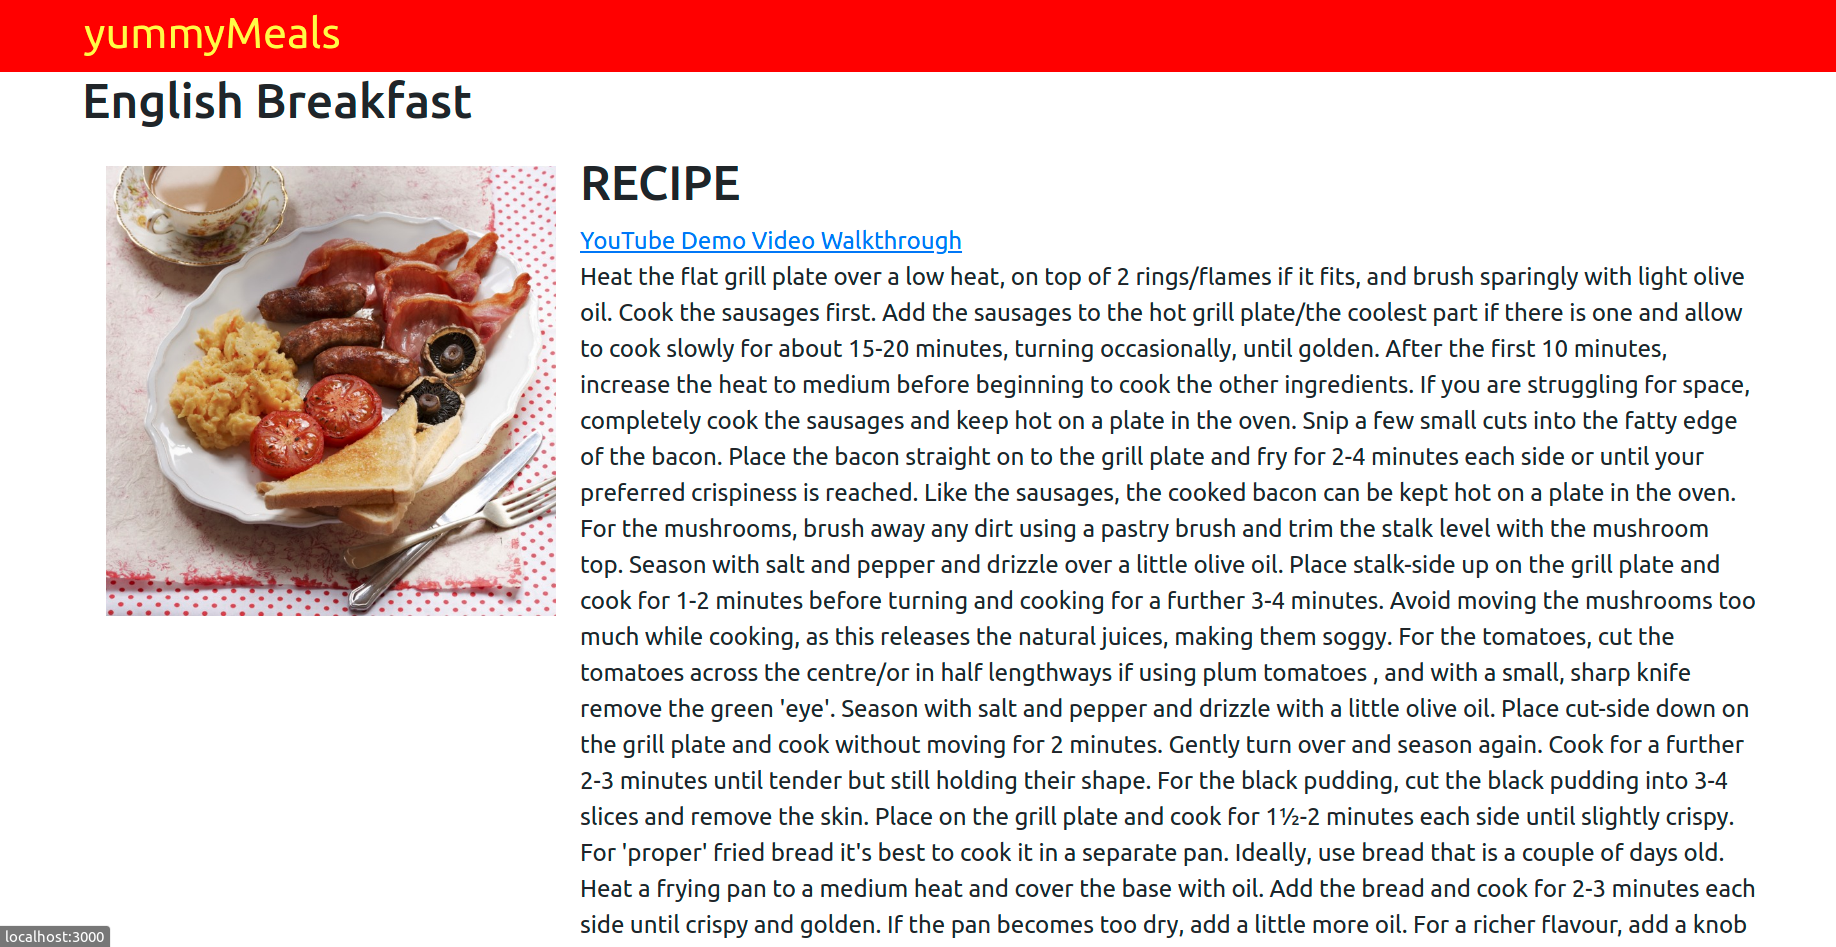 yummyMeals
English Breakfast
RECIPE
YouTube Demo Video Walkthrough
Heat the flat grill plate over a low heat, on top of 2 rings/flames if it fits, and brush sparingly with light olive
oil. Cook the sausages first. Add the sausages to the hot grill plate/the coolest part if there is one and allow
to cook slowly for about 15-20 minutes, turning occasionally, until golden. After the first 10 minutes,
increase the heat to medium before beginning to cook the other ingredients. If you are struggling for space,
completely cook the sausages and keep hot on a plate in the oven. Snip a few small cuts into the fatty edge
of the bacon. Place the bacon straight on to the grill plate and fry for 2-4 minutes each side or until your
preferred crispiness is reached. Like the sausages, the cooked bacon can be kept hot on a plate in the oven.
For the mushrooms, brush away any dirt using a pastry brush and trim the stalk level with the mushroom
top. Season with salt and pepper and drizzle over a little olive oil. Place stalk-side up on the grill plate and
cook for 1-2 minutes before turning and cooking for a further 3-4 minutes. Avoid moving the mushrooms too
much while cooking, as this releases the natural juices, making them soggy. For the tomatoes, cut the
tomatoes across the centre/or in half lengthways if using plum tomatoes , and with a small, sharp knife
remove the green 'eye'. Season with salt and pepper and drizzle with a little olive oil. Place cut-side down on
the grill plate and cook without moving for 2 minutes. Gently turn over and season again. Cook for a further
2-3 minutes until tender but still holding their shape. For the black pudding, cut the black pudding into 3-4
slices and remove the skin. Place on the grill plate and cook for 1½-2 minutes each side until slightly crispy.
For 'proper' fried bread it's best to cook it in a separate pan. Ideally, use bread that is a couple of days old.
Heat a frying pan to a medium heat and cover the base with oil. Add the bread and cook for 2-3 minutes each
side until crispy and golden. If the pan becomes too dry, add a little more oil. For a richer flavour, add a knob
localhost:3000